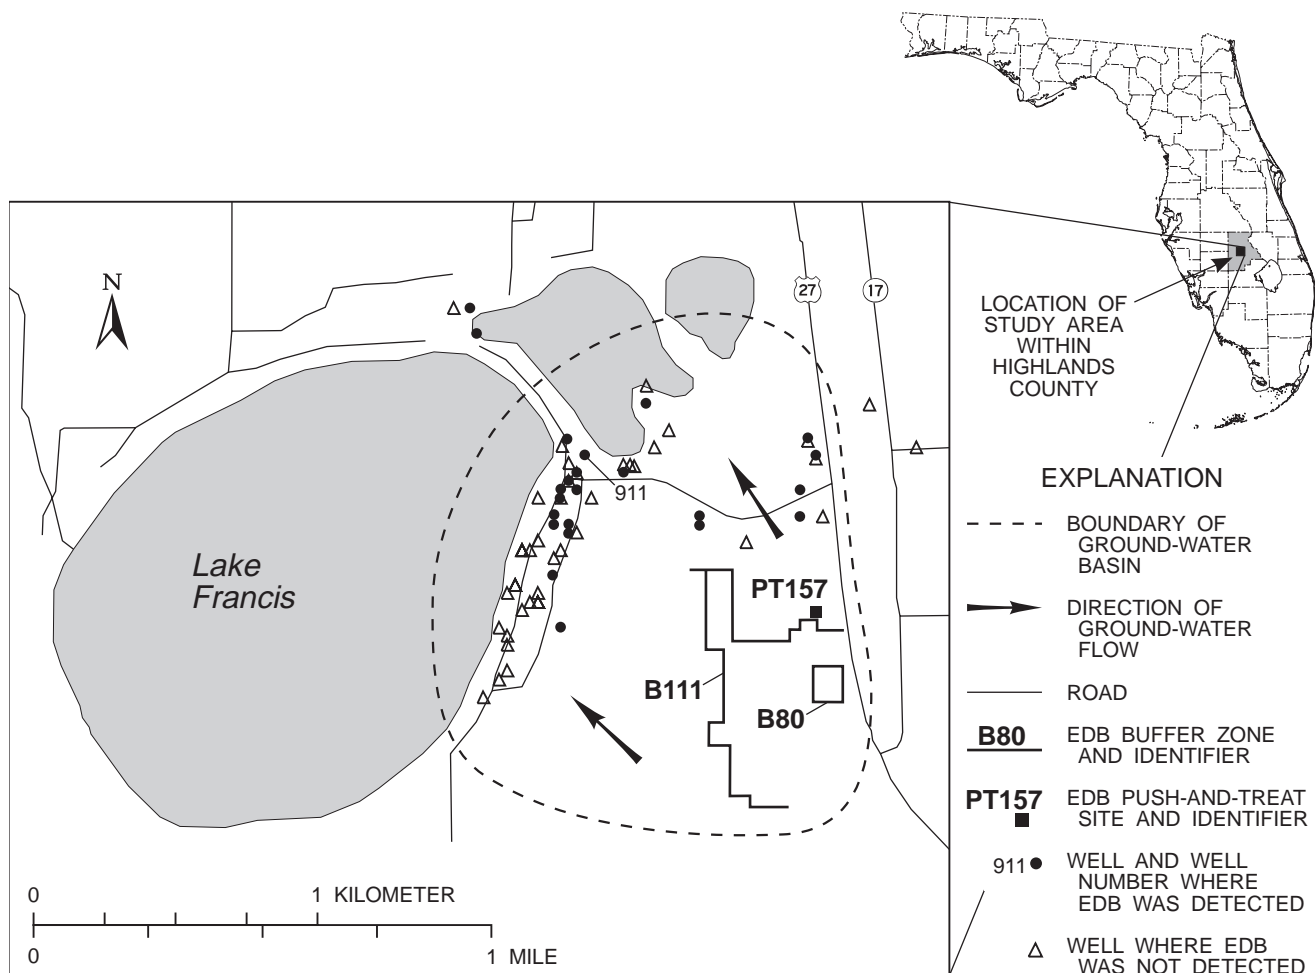 N
27
17
LOCATION OF
STUDY AREA
WITHIN
HIGHLANDS
COUNTY
911
Lake
Francis
PT157
B111
B80
0
1 KILOMETER
0
1 MILE
EXPLANATION
BOUNDARY OF
GROUND-WATER
BASIN
DIRECTION OF
GROUND-WATER
FLOW
ROAD
B80
EDB BUFFER ZONE
AND IDENTIFIER
PT157
EDB PUSH-AND-TREAT
SITE AND IDENTIFIER
911
WELL AND WELL
NUMBER WHERE
EDB WAS DETECTED
WELL WHERE EDB
WAS NOT DETECTED